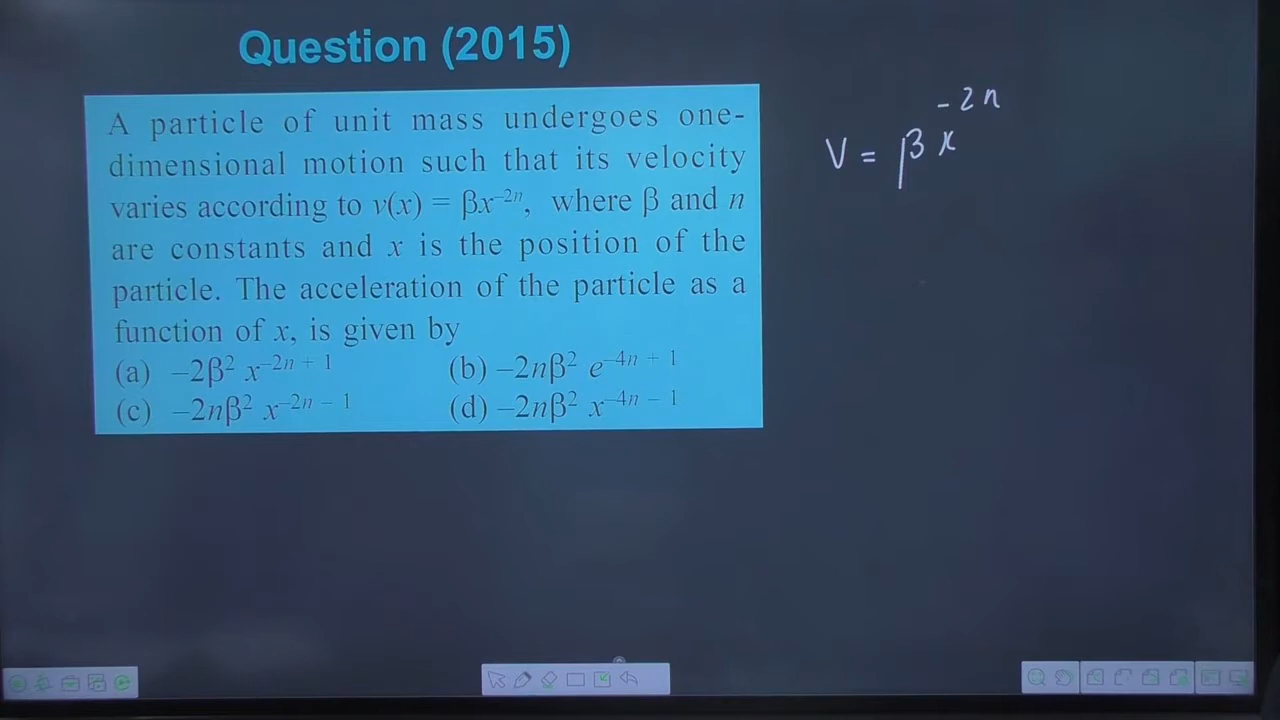 Question (2015)
A particle of unit mass undergoes one-
dimensional motion such that its velocity
varies according to v(x) = βx⁻²ⁿ, where β and n
are constants and x is the position of the
particle. The acceleration of the particle as a
function of x, is given by
(a) −2β² x⁻²ⁿ ⁺ ¹ (b) −2nβ² e⁻⁴ⁿ ⁺ ¹
(c) −2nβ² x⁻²ⁿ ⁻ ¹ (d) −2nβ² x⁻⁴ⁿ ⁻ ¹
V = β x⁻²ⁿ